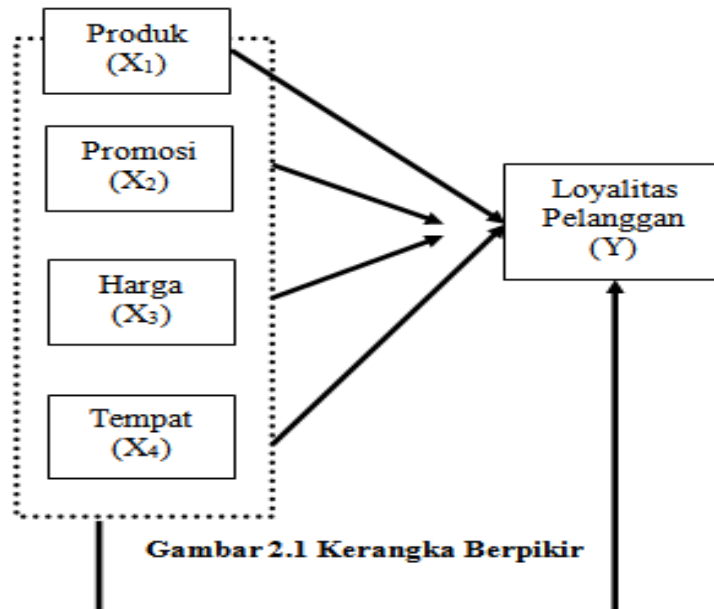 Produk
(X₁)
Promosi
(X₂)
Harga
(X₃)
Tempat
(X₄)
Loyalitas
Pelanggan
(Y)
Gambar 2.1 Kerangka Berpikir